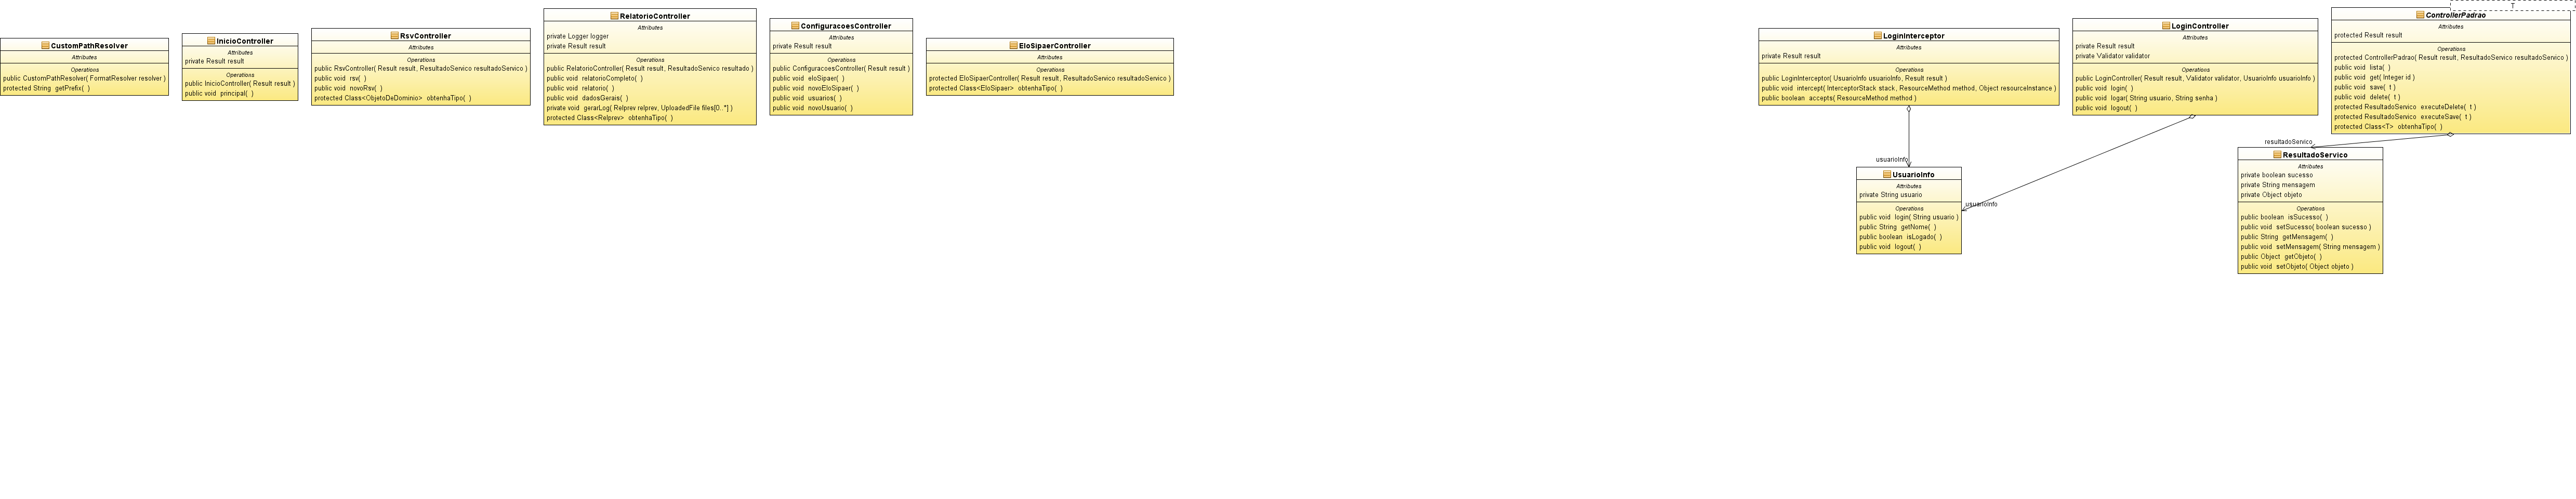 CustomPathResolver
Attributes
Operations
public CustomPathResolver( FormatResolver resolver )
protected String  getPrefix(  )
InicioController
Attributes
private Result result
Operations
public InicioController( Result result )
public void  principal(  )
RsvController
Attributes
Operations
public RsvController( Result result, ResultadoServico resultadoServico )
public void  rsv(  )
public void  novoRsv(  )
protected Class<ObjetoDeDominio>  obtenhaTipo(  )
RelatorioController
Attributes
private Logger logger
private Result result
Operations
public RelatorioController( Result result, ResultadoServico resultado )
public void  relatorioCompleto(  )
public void  relatorio(  )
public void  dadosGerais(  )
private void  gerarLog( Relprev relprev, UploadedFile files[0..*] )
protected Class<Relprev>  obtenhaTipo(  )
ConfiguracoesController
Attributes
private Result result
Operations
public ConfiguracoesController( Result result )
public void  eloSipaer(  )
public void  novoEloSipaer(  )
public void  usuarios(  )
public void  novoUsuario(  )
EloSipaerController
Attributes
Operations
protected EloSipaerController( Result result, ResultadoServico resultadoServico )
protected Class<EloSipaer>  obtenhaTipo(  )
LoginInterceptor
Attributes
private Result result
Operations
public LoginInterceptor( UsuarioInfo usuarioInfo, Result result )
public void  intercept( InterceptorStack stack, ResourceMethod method, Object resourceInstance )
public boolean  accepts( ResourceMethod method )
LoginController
Attributes
private Result result
private Validator validator
Operations
public LoginController( Result result, Validator validator, UsuarioInfo usuarioInfo )
public void  login(  )
public void  logar( String usuario, String senha )
public void  logout(  )
T
ControllerPadrao
Attributes
protected Result result
Operations
protected ControllerPadrao( Result result, ResultadoServico resultadoServico )
public void  lista(  )
public void  get( Integer id )
public void  save(  t )
public void  delete(  t )
protected ResultadoServico  executeDelete(  t )
protected ResultadoServico  executeSave(  t )
protected Class<T>  obtenhaTipo(  )
usuarioInfo
usuarioInfo
resultadoServico
UsuarioInfo
Attributes
private String usuario
Operations
public void  login( String usuario )
public String  getNome(  )
public boolean  isLogado(  )
public void  logout(  )
ResultadoServico
Attributes
private boolean sucesso
private String mensagem
private Object objeto
Operations
public boolean  isSucesso(  )
public void  setSucesso( boolean sucesso )
public String  getMensagem(  )
public void  setMensagem( String mensagem )
public Object  getObjeto(  )
public void  setObjeto( Object objeto )